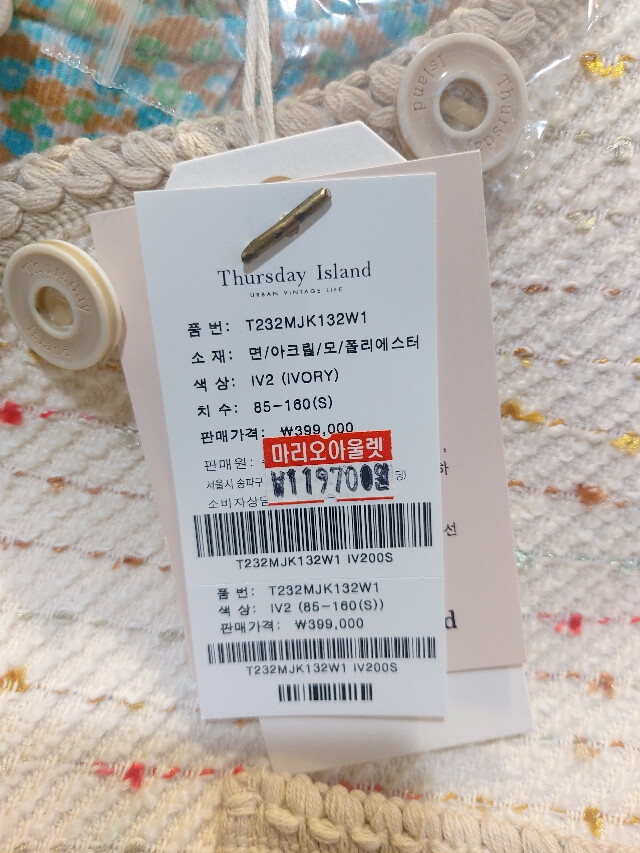 Thursday Island
URBAN VINTAGE LIFE
품 번: T232MJK132W1
소 재: 면/아크릴/모/폴리에스터
색 상: IV2 (IVORY)
치 수: 85-160(S)
판매가격: ₩399,000
마리오아울렛
판매원:
₩119700원
서울시 송파구
소비자상담
T232MJK132W1 IV200S
품 번: T232MJK132W1
색 상: IV2 (85-160(S))
판매가격: ₩399,000
T232MJK132W1 IV200S
Thursday Island
Thursday